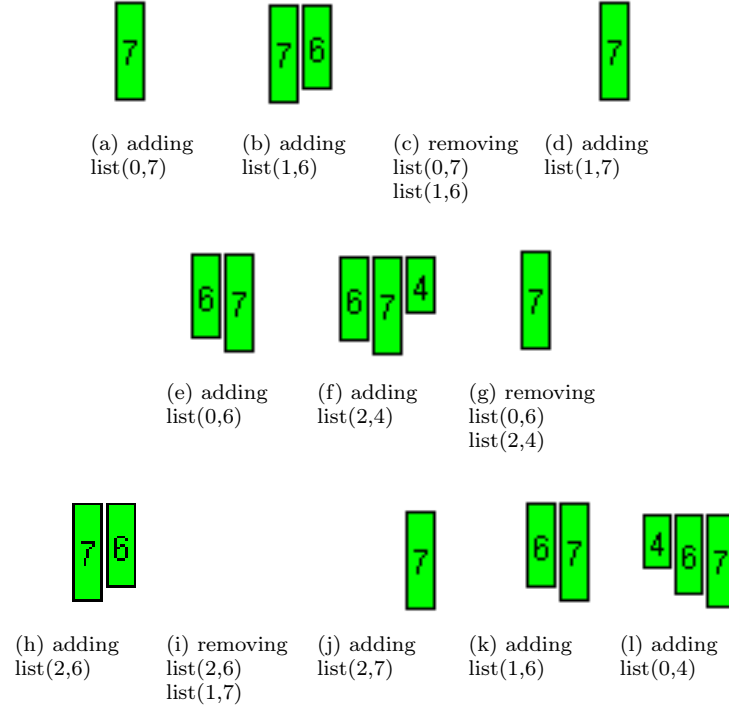 7
7 6
7
(a) adding (b) adding (c) removing (d) adding
list(0,7) list(1,6) list(0,7) list(1,7)
list(1,6)
6 7
6 7 4
7
(e) adding (f) adding (g) removing
list(0,6) list(2,4) list(0,6)
list(2,4)
7 6
7
6 7
4 6 7
(h) adding (i) removing (j) adding (k) adding (l) adding
list(2,6) list(2,6) list(2,7) list(1,6) list(0,4)
list(1,7)